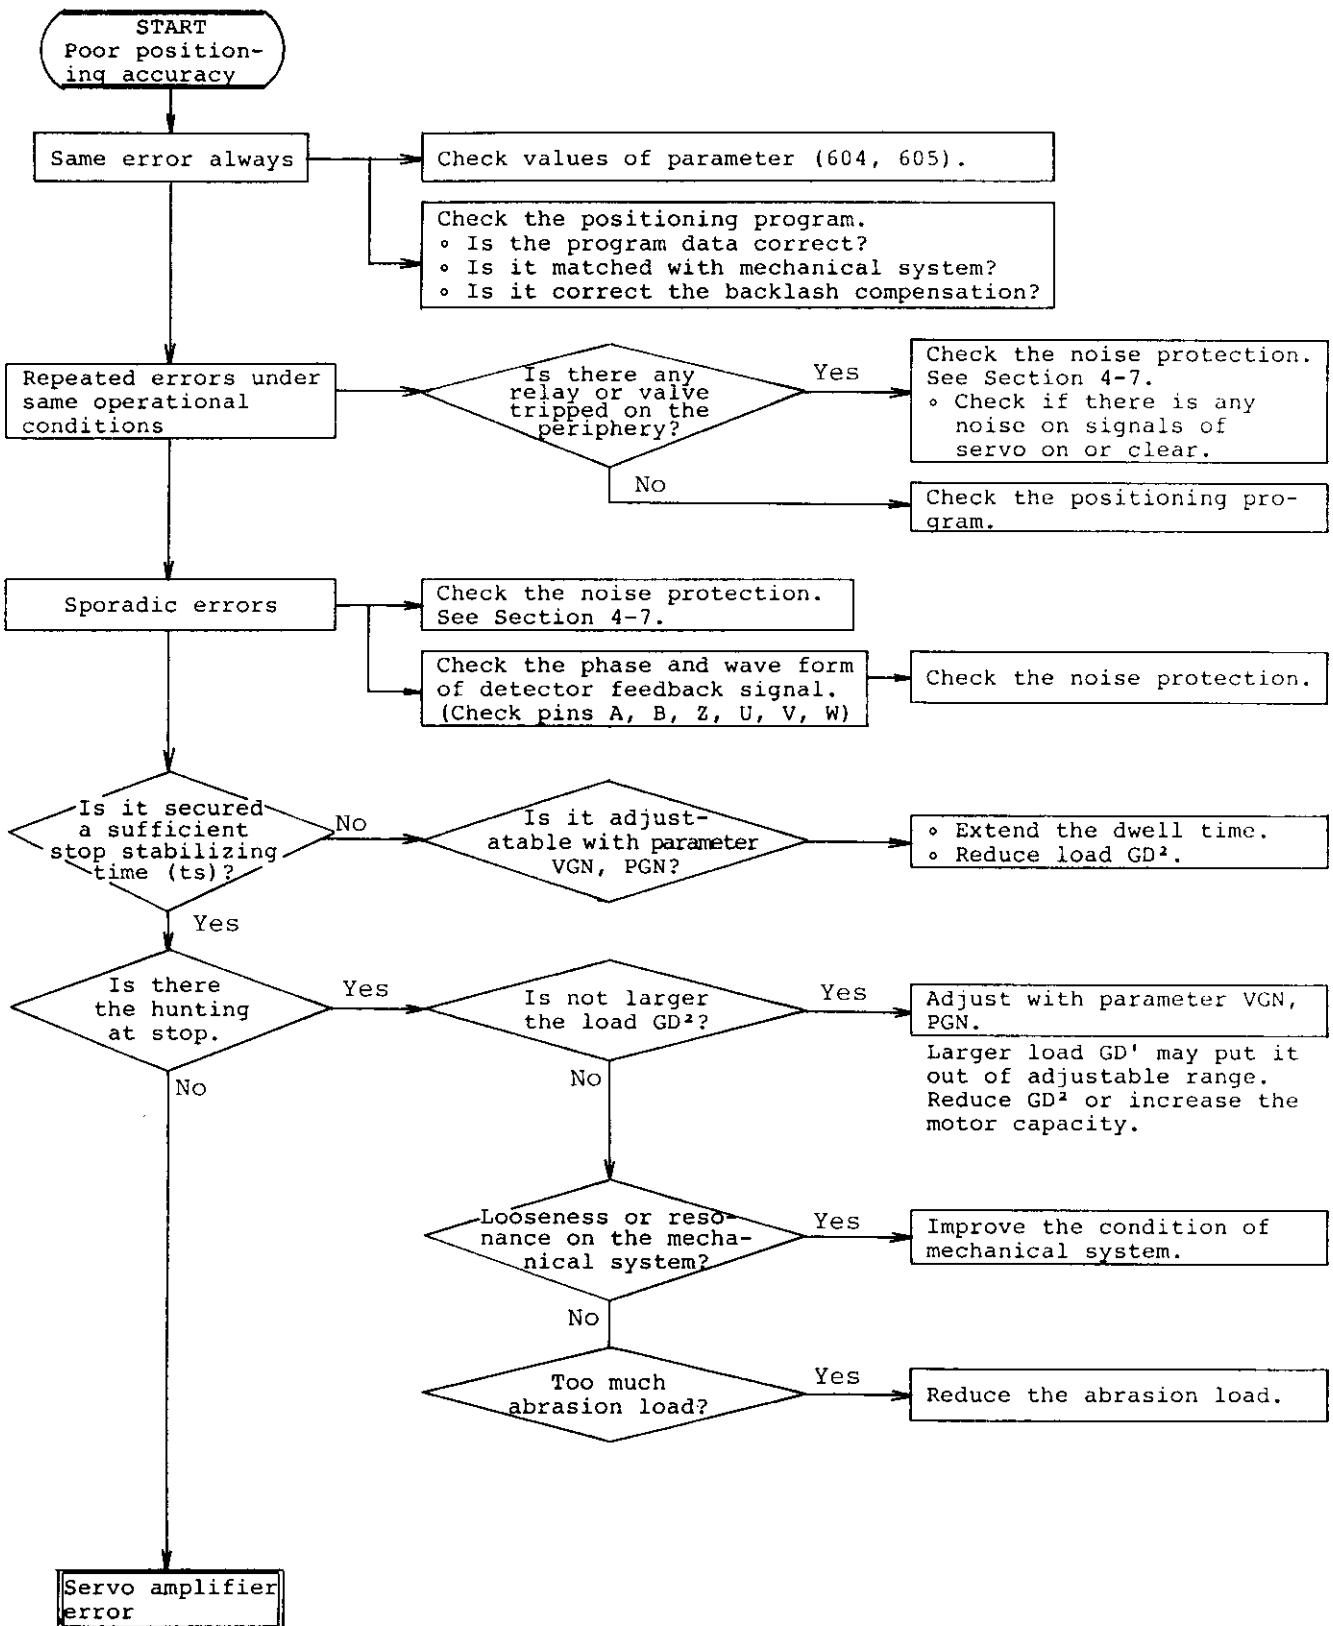 START
Poor position-
ing accuracy
Same error always
Check values of parameter (604, 605).
Check the positioning program.
∘ Is the program data correct?
∘ Is it matched with mechanical system?
∘ Is it correct the backlash compensation?
Repeated errors under
same operational
conditions
Is there any
relay or valve
tripped on the
periphery?
Yes
Check the noise protection.
See Section 4-7.
∘ Check if there is any
noise on signals of
servo on or clear.
No
Check the positioning pro-
gram.
Sporadic errors
Check the noise protection.
See Section 4-7.
Check the phase and wave form
of detector feedback signal.
(Check pins A, B, Z, U, V, W)
Check the noise protection.
Is it secured
a sufficient
stop stabilizing
time (ts)?
No
Is it adjust-
atable with parameter
VGN, PGN?
∘ Extend the dwell time.
∘ Reduce load GD².
Yes
Is there
the hunting
at stop.
Yes
Is not larger
the load GD²?
Yes
Adjust with parameter VGN,
PGN.
Larger load GD' may put it
out of adjustable range.
Reduce GD² or increase the
motor capacity.
No
No
Looseness or reso-
nance on the mecha-
nical system?
Yes
Improve the condition of
mechanical system.
No
Too much
abrasion load?
Yes
Reduce the abrasion load.
Servo amplifier
error